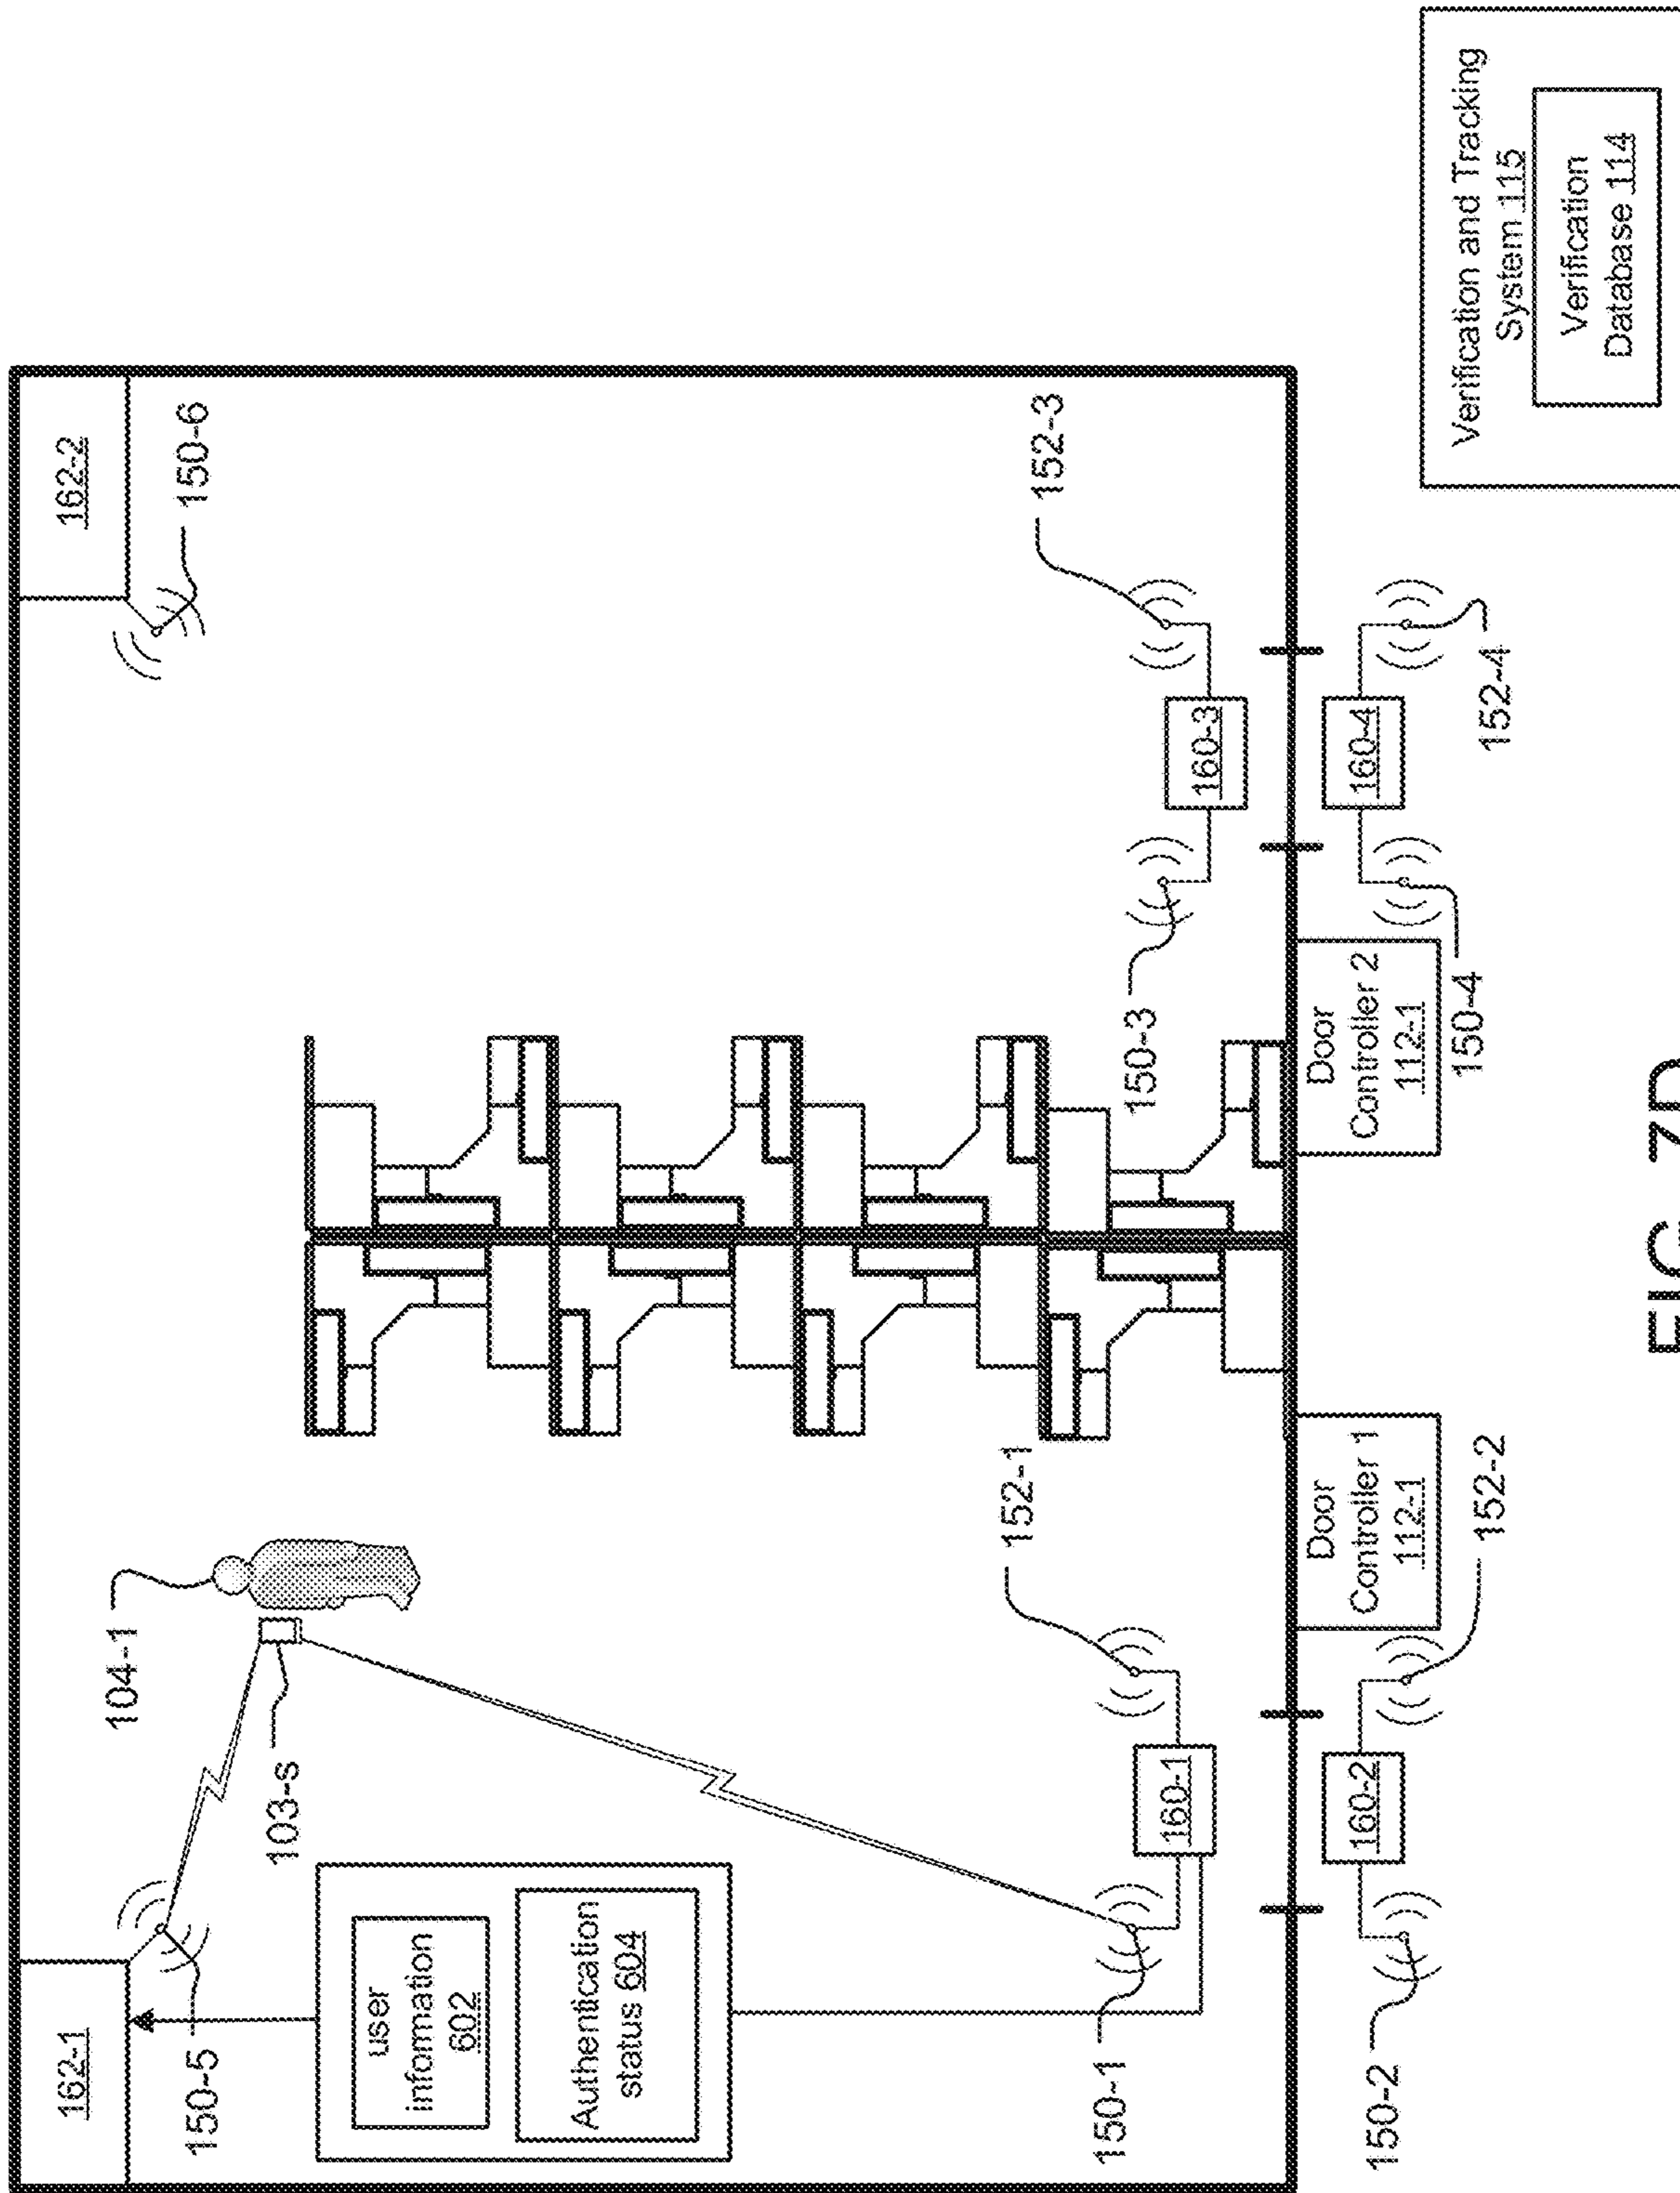 162-1
162-2
104-1
150-6
150-5
103-s
user
information
602
Authentication
status 604
152-1
152-3
150-1
150-3
160-1
160-3
Door
Controller 1
112-1
Door
Controller 2
112-1
160-2
160-4
150-2
152-2
150-4
152-4
Verification and Tracking
System 115
Verification
Database 114
FIG. 7D